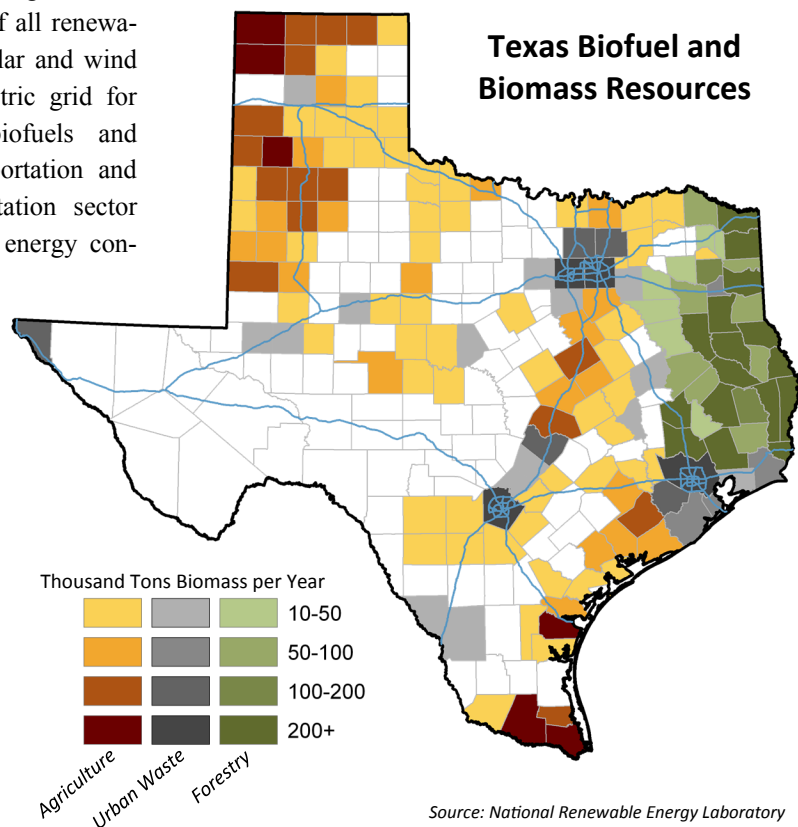 f all renewa-
lar and wind
tric grid for
iofuels and
ortation and
tation sector
energy con-
Texas Biofuel and
Biomass Resources
Thousand Tons Biomass per Year
10-50
50-100
100-200
200+
Agriculture
Urban Waste
Forestry
Source: National Renewable Energy Laboratory